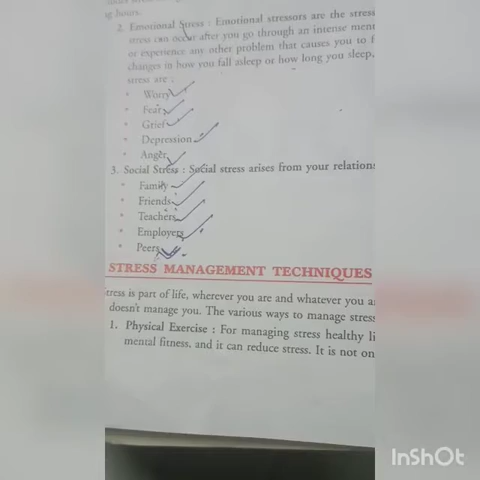 g hours.
2. Emotional Stress : Emotional stressors are the stress
stress can occur after you go through an intense ment
or experience any other problem that causes you to f
changes in how you fall asleep or how long you sleep.
stress are :
• Worry
• Fear
• Grief
• Depression
• Anger
3. Social Stress : Social stress arises from your relations
• Family
• Friends
• Teachers
• Employers
• Peers
STRESS MANAGEMENT TECHNIQUES
tress is part of life, wherever you are and whatever you a
doesn't manage you. The various ways to manage stress
1. Physical Exercise : For managing stress healthy li
mental fitness. and it can reduce stress. It is not on
InShOt